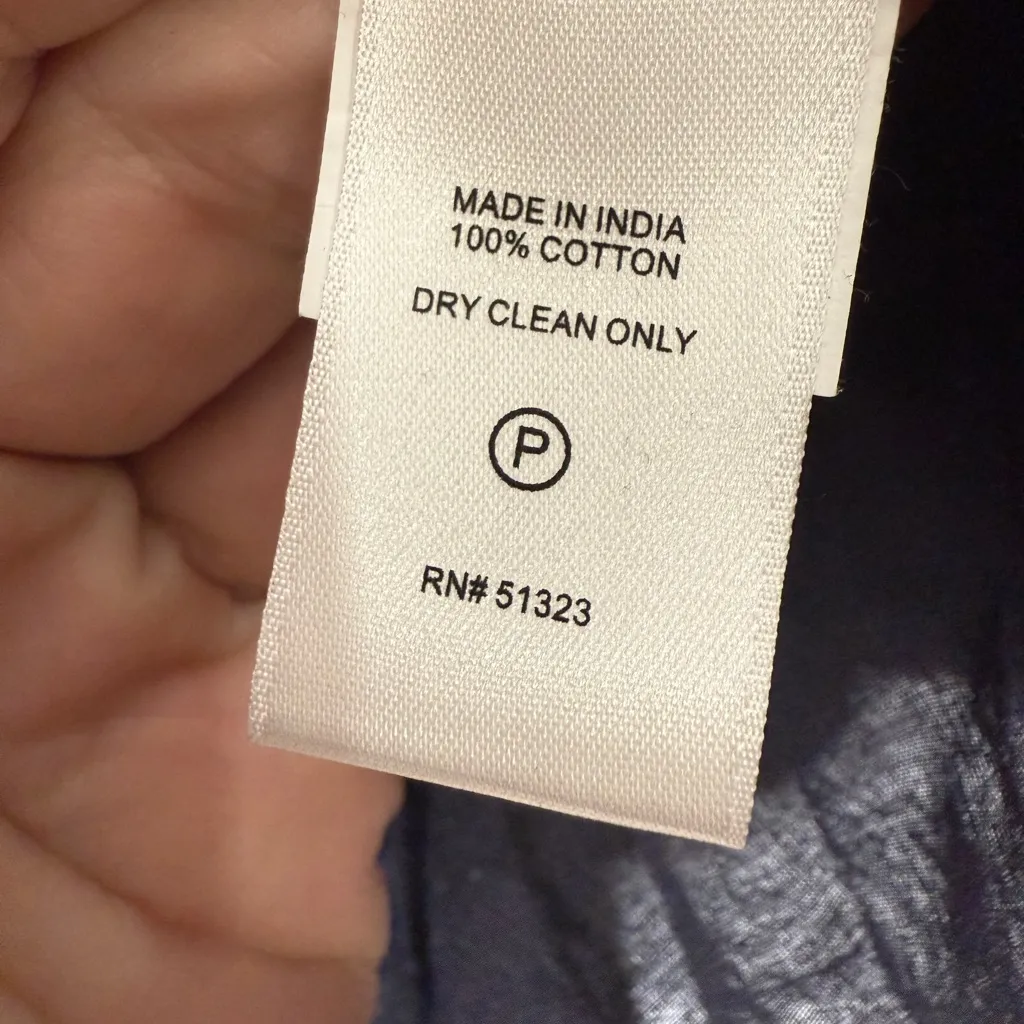 MADE IN INDIA
100% COTTON
DRY CLEAN ONLY
P
RN# 51323